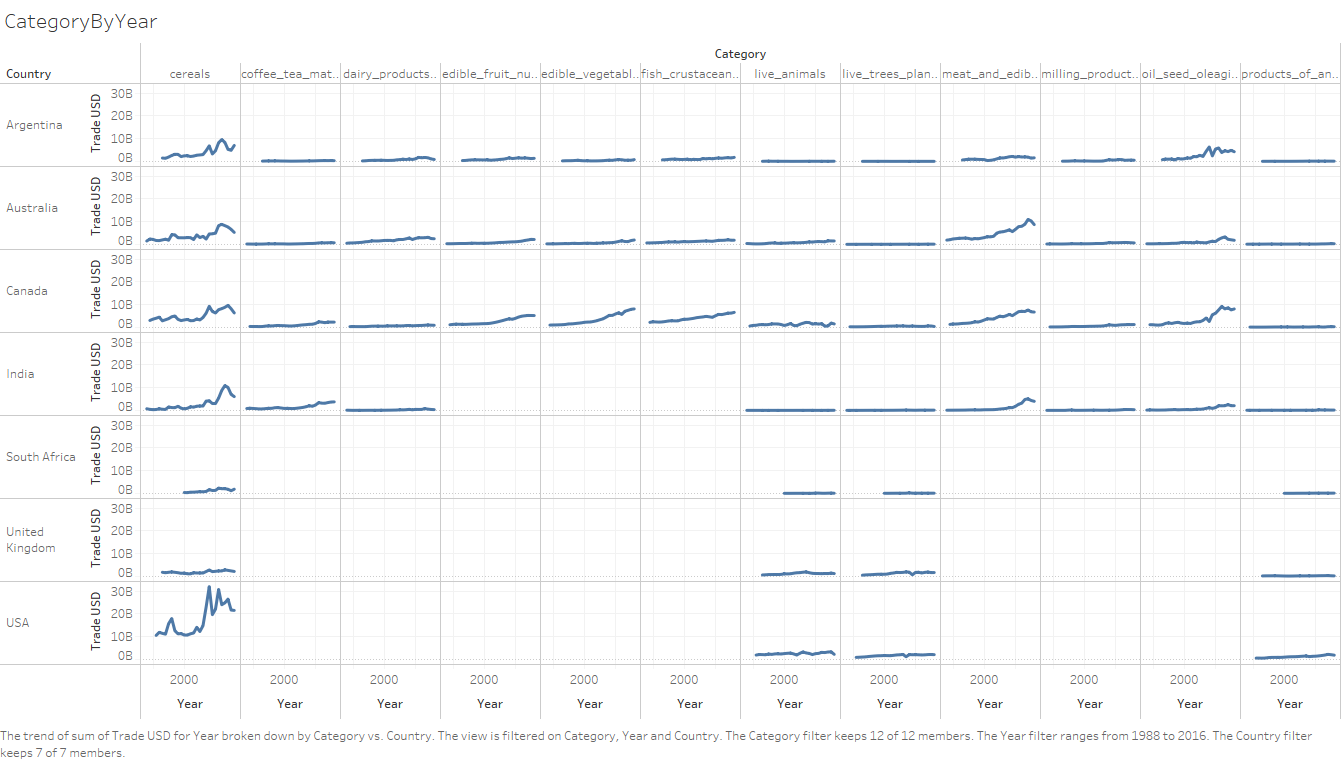 CategoryByYear
Category
Country cereals coffee_tea_mat.. dairy_products.. edible_fruit_nu.. edible_vegetabl.. fish_crustacean.. live_animals live_trees_plan.. meat_and_edib.. milling_product.. oil_seed_oleagi.. products_of_an..
Argentina
Trade USD
30B
20B
10B
0B
Australia
Trade USD
30B
20B
10B
0B
Canada
Trade USD
30B
20B
10B
0B
India
Trade USD
30B
20B
10B
0B
South Africa
Trade USD
30B
20B
10B
0B
United
Kingdom
Trade USD
30B
20B
10B
0B
USA
Trade USD
30B
20B
10B
0B
2000 2000 2000 2000 2000 2000 2000 2000 2000 2000 2000 2000
Year Year Year Year Year Year Year Year Year Year Year Year
The trend of sum of Trade USD for Year broken down by Category vs. Country. The view is filtered on Category, Year and Country. The Category filter keeps 12 of 12 members. The Year filter ranges from 1988 to 2016. The Country filter
keeps 7 of 7 members.